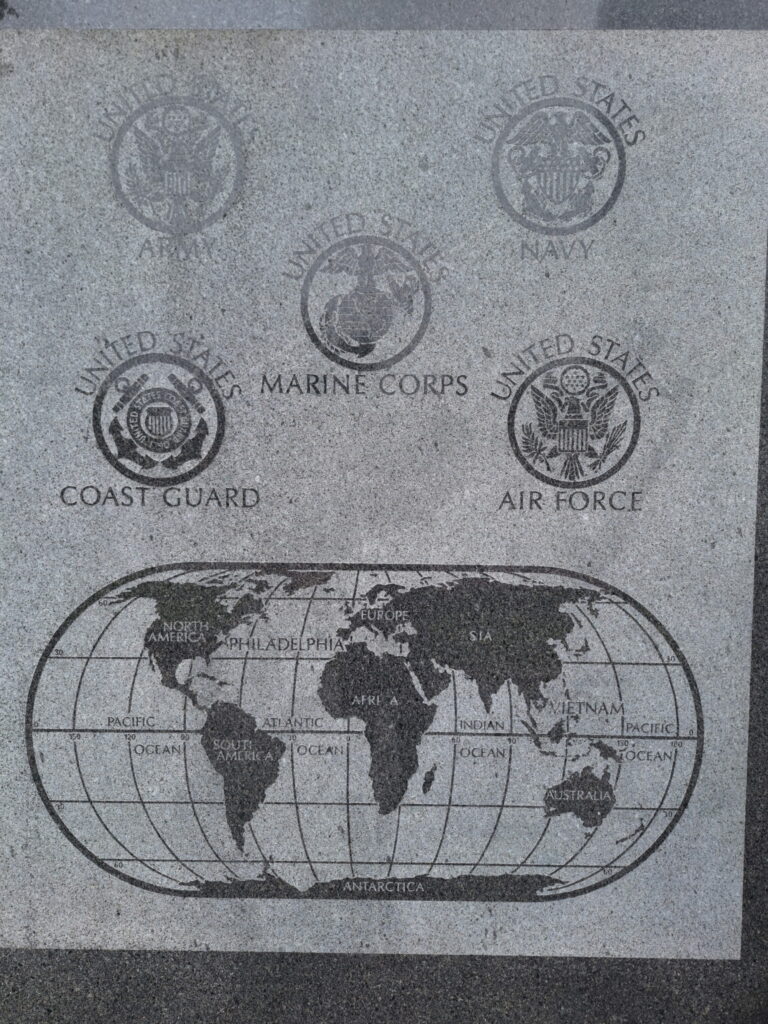 UNITED STATES
ARMY
UNITED STATES
NAVY
UNITED STATES
MARINE CORPS
UNITED STATES
COAST GUARD
UNITED STATES
AIR FORCE
NORTH
AMERICA
PHILADELPHIA
EUROPE
SIA
AFRI A
VIETNAM
PACIFIC
OCEAN
ATLANTIC
OCEAN
INDIAN
OCEAN
PACIFIC
OCEAN
SOUTH
AMERICA
AUSTRALIA
ANTARCTICA